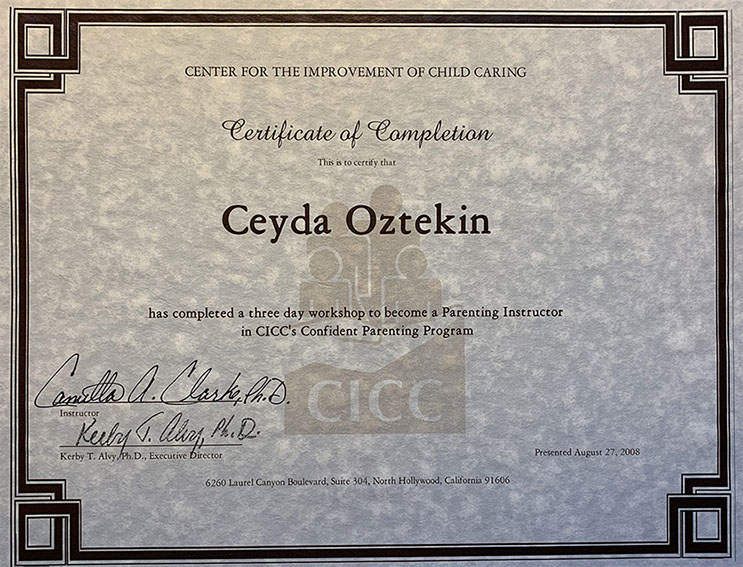 CENTER FOR THE IMPROVEMENT OF CHILD CARING
Certificate of Completion
This is to certify that
Ceyda Oztekin
has completed a three day workshop to become a Parenting Instructor
in CICC's Confident Parenting Program
CICC
Camilla A. Clarke, Ph.D.
Instructor
Kerby T. Alvy, Ph.D.
Kerby T. Alvy, Ph.D., Executive Director
Presented August 27, 2008
6260 Laurel Canyon Boulevard, Suite 304, North Hollywood, California 91606